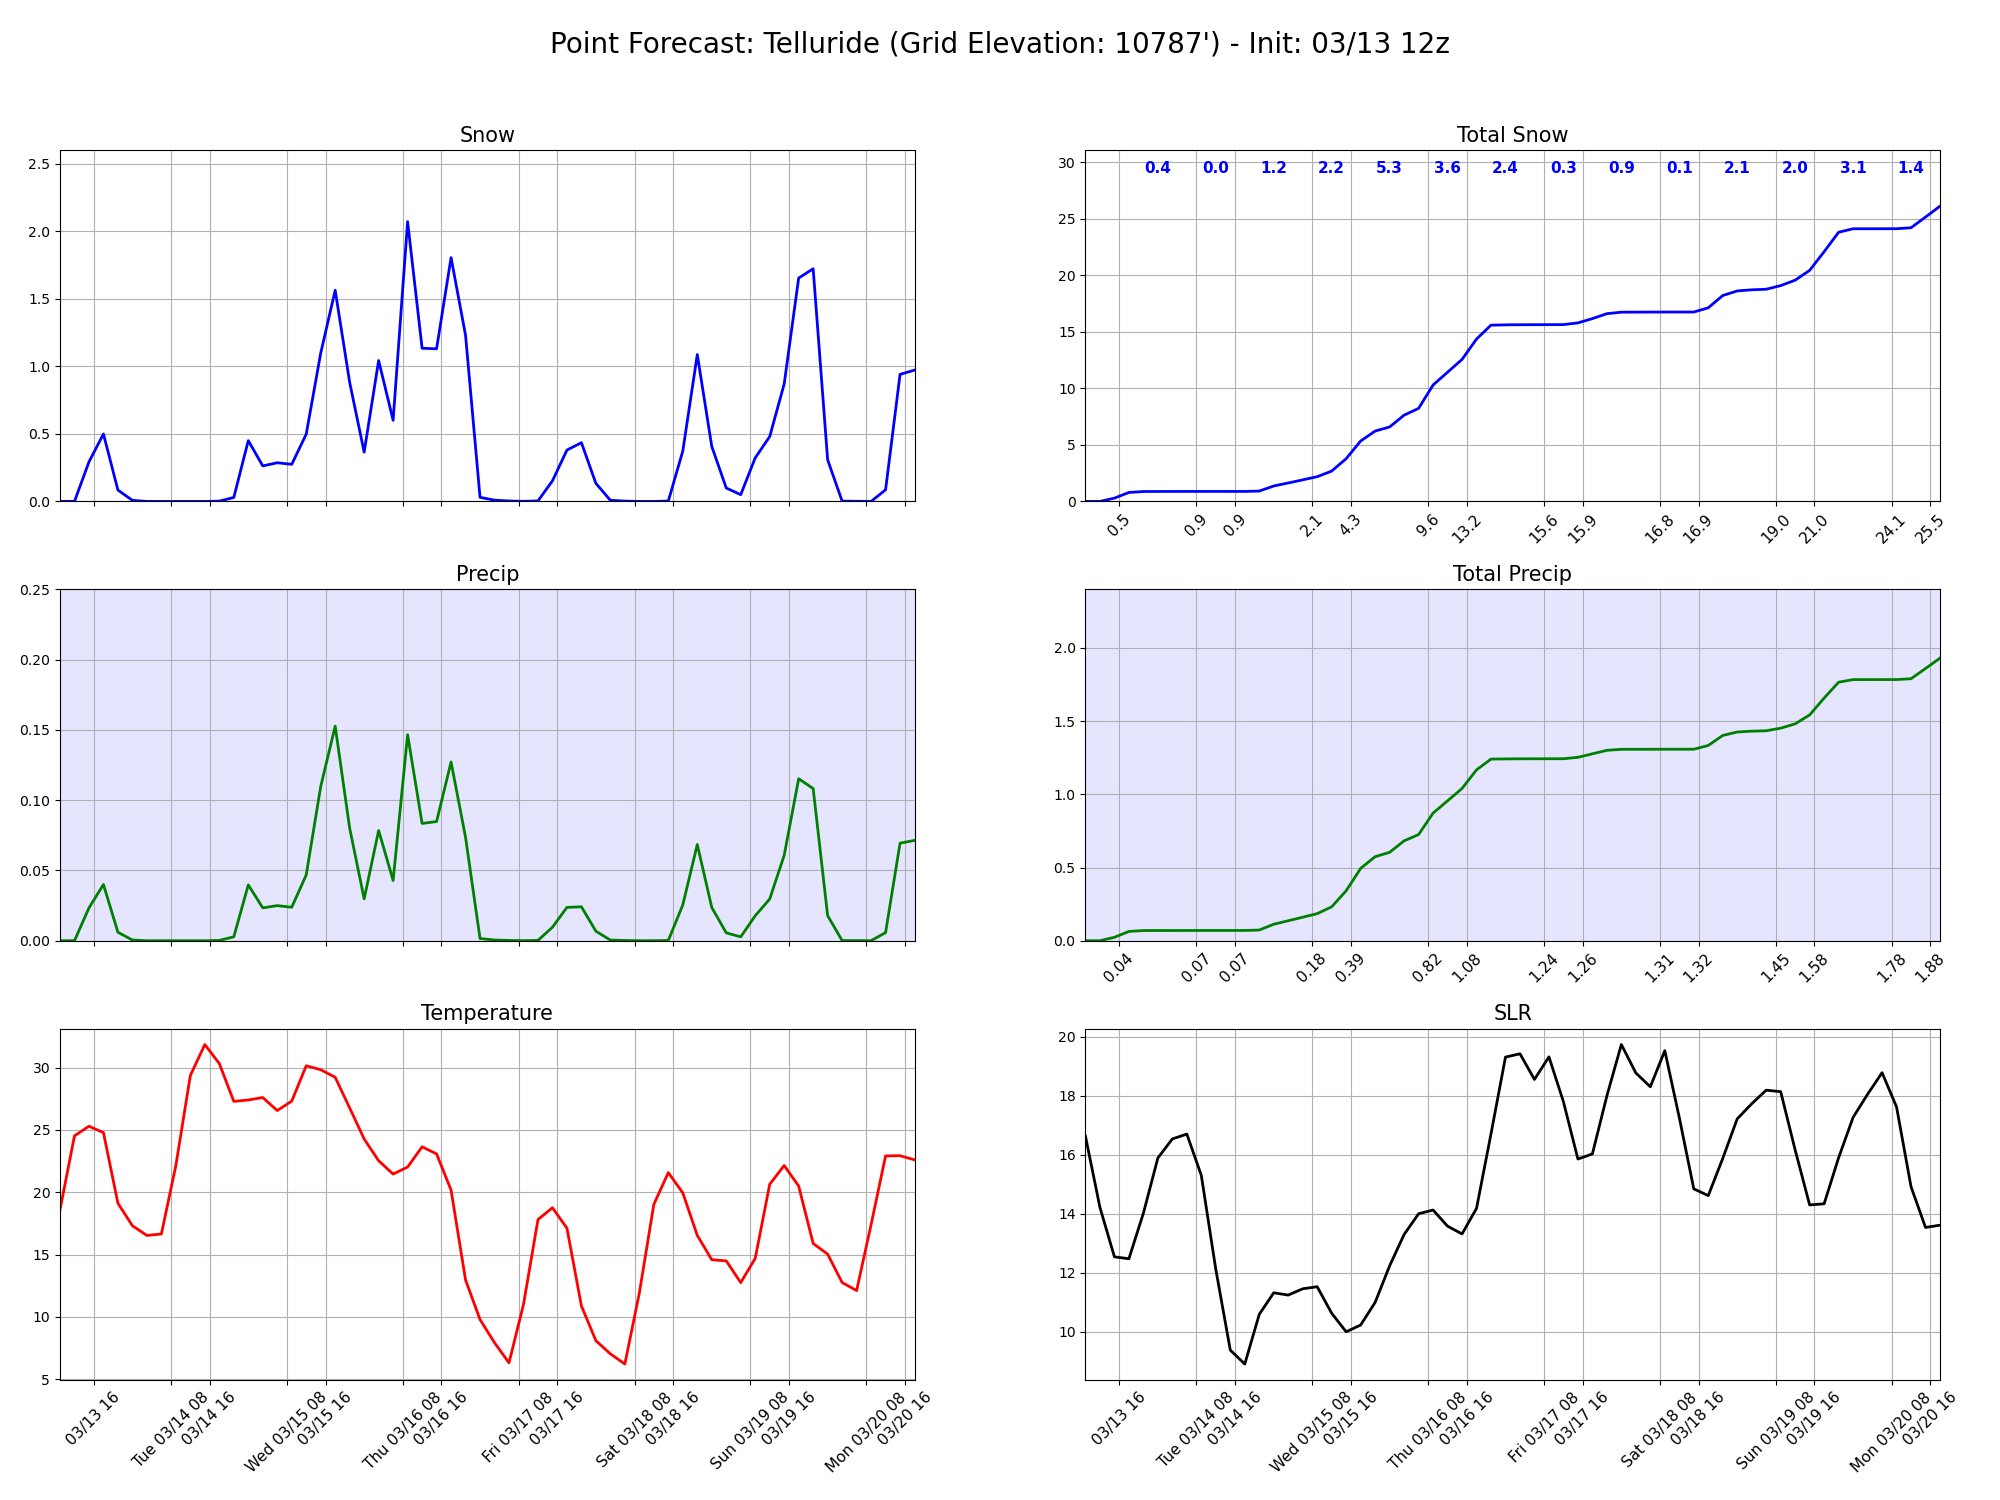 Point Forecast: Telluride (Grid Elevation: 10787') - Init: 03/13 12z
Snow
2.5
2.0
1.5
1.0
0.5
0.0
Total Snow
30
25
20
15
10
5
0
0.4 0.0 1.2 2.2 5.3 3.6 2.4 0.3 0.9 0.1 2.1 2.0 3.1 1.4
0.5 0.9 0.9 2.1 4.3 9.6 13.2 15.6 15.9 16.8 16.9 19.0 21.0 24.1 25.5
Precip
0.25
0.20
0.15
0.10
0.05
0.00
Total Precip
2.0
1.5
1.0
0.5
0.0
0.04 0.07 0.07 0.18 0.39 0.82 1.08 1.24 1.26 1.31 1.32 1.45 1.58 1.78 1.88
Temperature
30
25
20
15
10
5
03/13 16
Tue 03/14 08
03/14 16
Wed 03/15 08
03/15 16
Thu 03/16 08
03/16 16
Fri 03/17 08
03/17 16
Sat 03/18 08
03/18 16
Sun 03/19 08
03/19 16
Mon 03/20 08
03/20 16
SLR
20
18
16
14
12
10
03/13 16
Tue 03/14 08
03/14 16
Wed 03/15 08
03/15 16
Thu 03/16 08
03/16 16
Fri 03/17 08
03/17 16
Sat 03/18 08
03/18 16
Sun 03/19 08
03/19 16
Mon 03/20 08
03/20 16